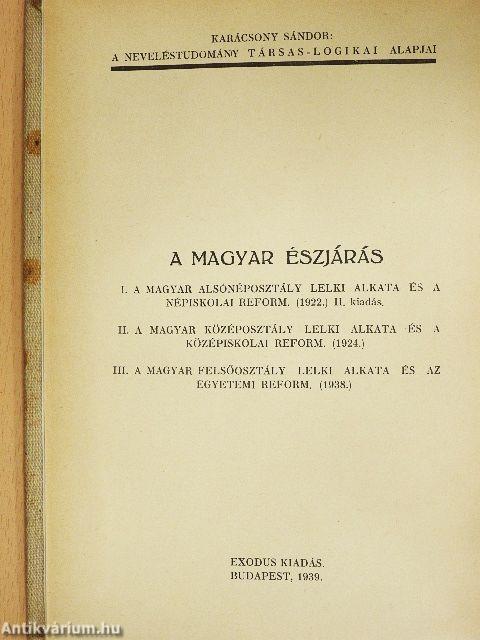 KARÁCSONY SÁNDOR:
A NEVELÉSTUDOMÁNY TÁRSAS-LOGIKAI ALAPJAI
A MAGYAR ÉSZJÁRÁS
I. A MAGYAR ALSÓNÉPOSZTÁLY LELKI ALKATA ÉS A
NÉPISKOLAI REFORM. (1922.) II. kiadás.
II. A MAGYAR KÖZÉPOSZTÁLY LELKI ALKATA ÉS A
KÖZÉPISKOLAI REFORM. (1924.)
III. A MAGYAR FELSŐOSZTÁLY LELKI ALKATA ÉS AZ
EGYETEMI REFORM. (1938.)
EXODUS KIADÁS.
BUDAPEST, 1939.
Antikvárium.hu